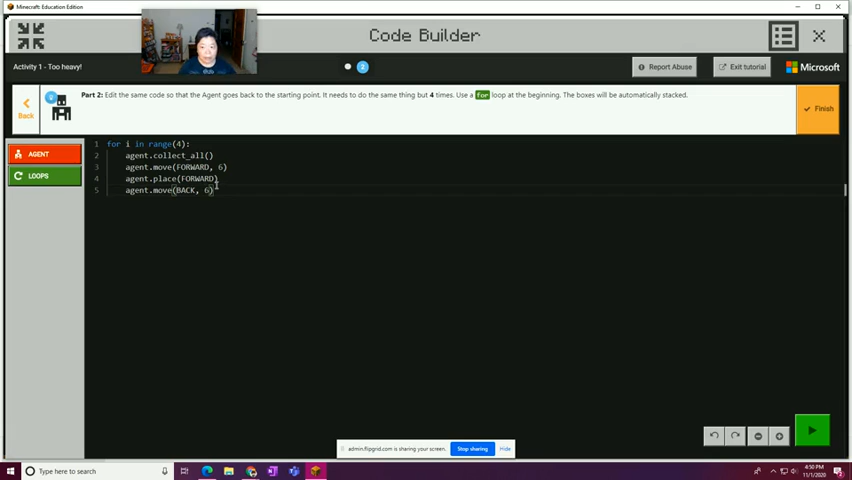 Minecraft: Education Edition
Code Builder
Activity 1 - Too heavy!
2
Report Abuse
Exit tutorial
Microsoft
Back
Part 2: Edit the same code so that the Agent goes back to the starting point. It needs to do the same thing but 4 times. Use a for loop at the beginning. The boxes will be automatically stacked.
Finish
AGENT
LOOPS
1 for i in range(4):
2 agent.collect_all()
3 agent.move(FORWARD, 6)
4 agent.place(FORWARD)
5 agent.move(BACK, 6)
admin.flipgrid.com is sharing your screen.
Stop sharing
Hide
Type here to search
4:50 PM
11/1/2020